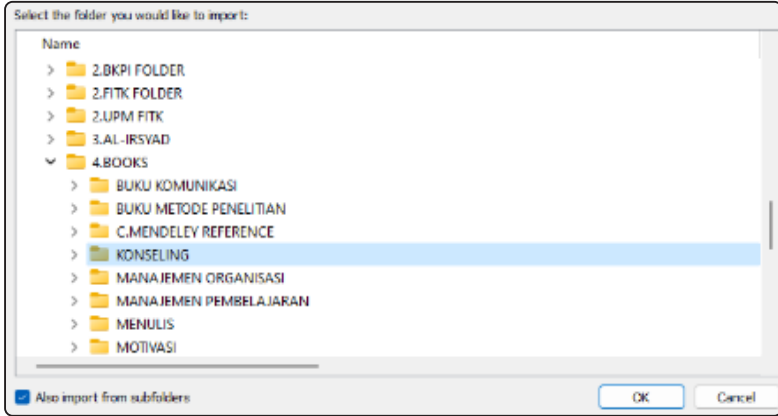 Select the folder you would like to import:
Name
2.BKPI FOLDER
2.FITK FOLDER
2.UPM FITK
3.AL-IRSYAD
4.BOOKS
BUKU KOMUNIKASI
BUKU METODE PENELITIAN
C.MENDELEY REFERENCE
KONSELING
MANAJEMEN ORGANISASI
MANAJEMEN PEMBELAJARAN
MENULIS
MOTIVASI
Also import from subfolders
OK Cancel